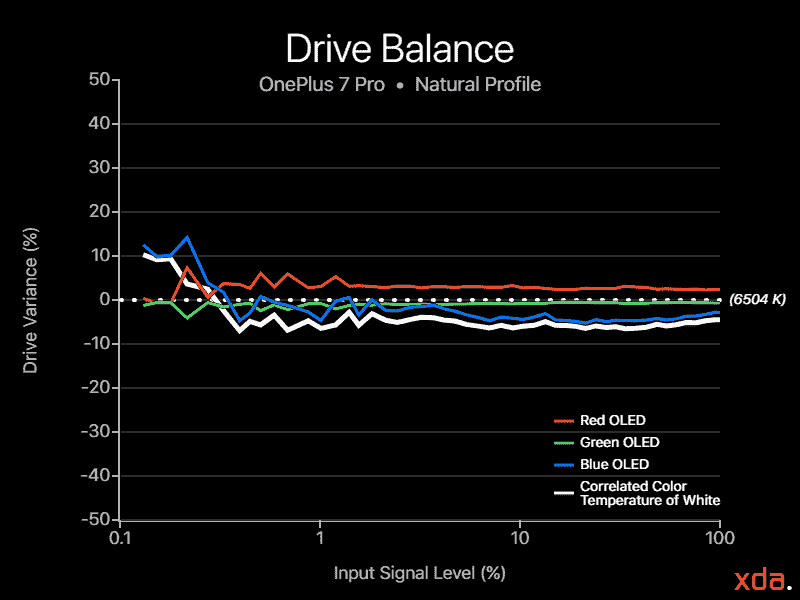 Drive Balance
OnePlus 7 Pro • Natural Profile
Drive Variance (%)
50
40
30
20
10
0
-10
-20
-30
-40
-50
(6504 K)
Red OLED
Green OLED
Blue OLED
Correlated Color
Temperature of White
0.1
1
10
100
Input Signal Level (%)
xda.